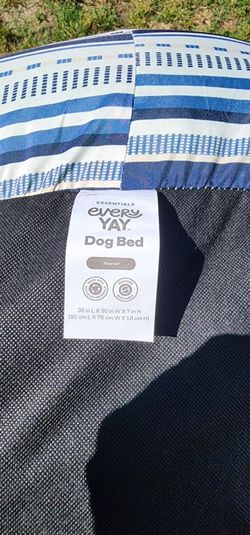 ESSENTIALS
every
YAY
Dog Bed
Nester
36 in L X 30 in W X 7 in H
(91 cm L X 76 cm W X 18 cm H)